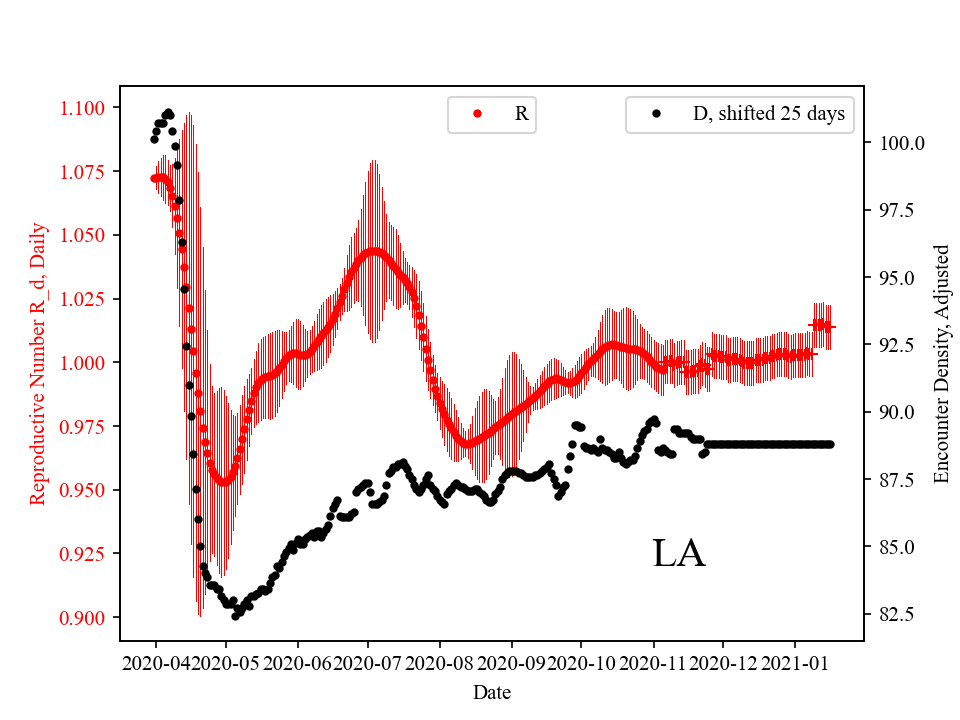 R
D, shifted 25 days
1.100
1.075
1.050
1.025
1.000
0.975
0.950
0.925
0.900
Reproductive Number R_d, Daily
100.0
97.5
95.0
92.5
90.0
87.5
85.0
82.5
Encounter Density, Adjusted
LA
2020-04 2020-05 2020-06 2020-07 2020-08 2020-09 2020-10 2020-11 2020-12 2021-01
Date